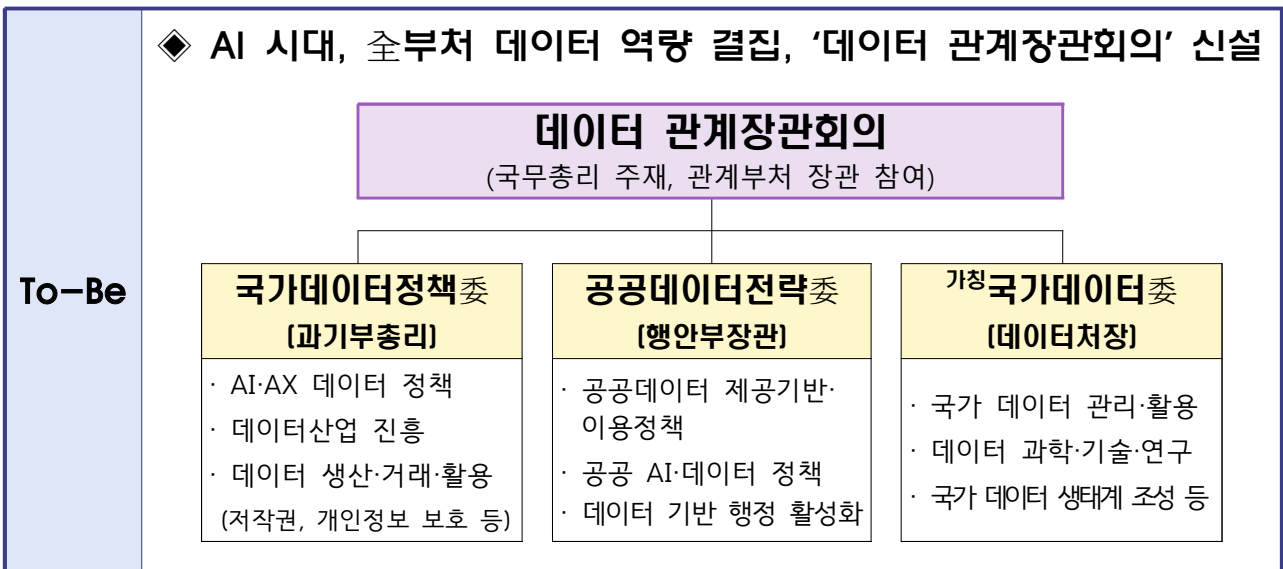 ◈ AI 시대, 全부처 데이터 역량 결집, ‘데이터 관계장관회의’ 신설
데이터 관계장관회의
(국무총리 주재, 관계부처 장관 참여)
To-Be
국가데이터정책委
(과기부총리)
· AI·AX 데이터 정책
· 데이터산업 진흥
· 데이터 생산·거래·활용
(저작권, 개인정보 보호 등)
공공데이터전략委
(행안부장관)
· 공공데이터 제공기반·
이용정책
· 공공 AI·데이터 정책
· 데이터 기반 행정 활성화
가칭국가데이터委
(데이터처장)
· 국가 데이터 관리·활용
· 데이터 과학·기술·연구
· 국가 데이터 생태계 조성 등